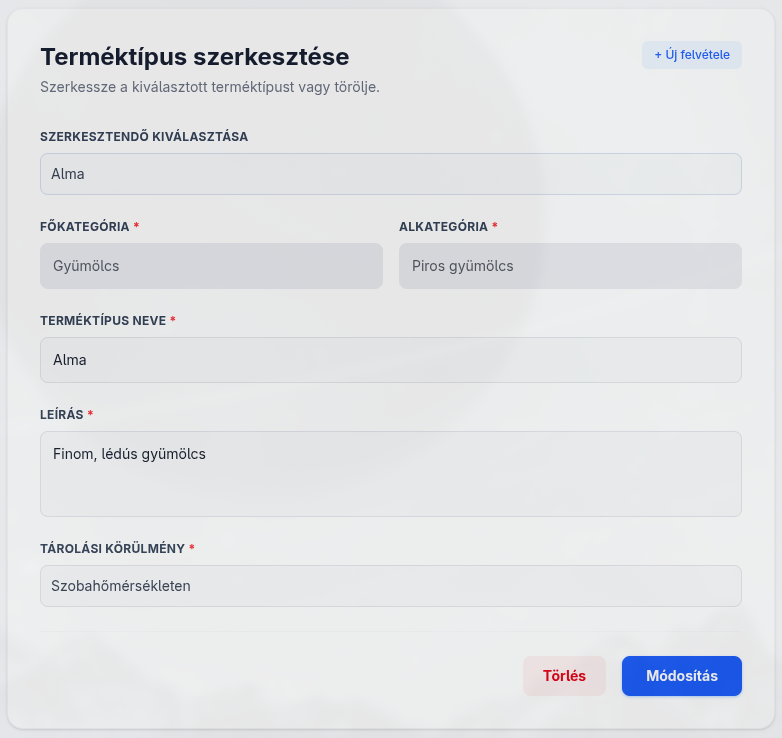 Terméktípus szerkesztése
+ Új felvétele
Szerkessze a kiválasztott terméktípust vagy törölje.
SZERKESZTENDŐ KIVÁLASZTÁSA
Alma
FŐKATEGÓRIA *
ALKATEGÓRIA *
Gyümölcs
Piros gyümölcs
TERMÉKTÍPUS NEVE *
Alma
LEÍRÁS *
Finom, lédús gyümölcs
TÁROLÁSI KÖRÜLMÉNY *
Szobahőmérsékleten
Törlés
Módosítás